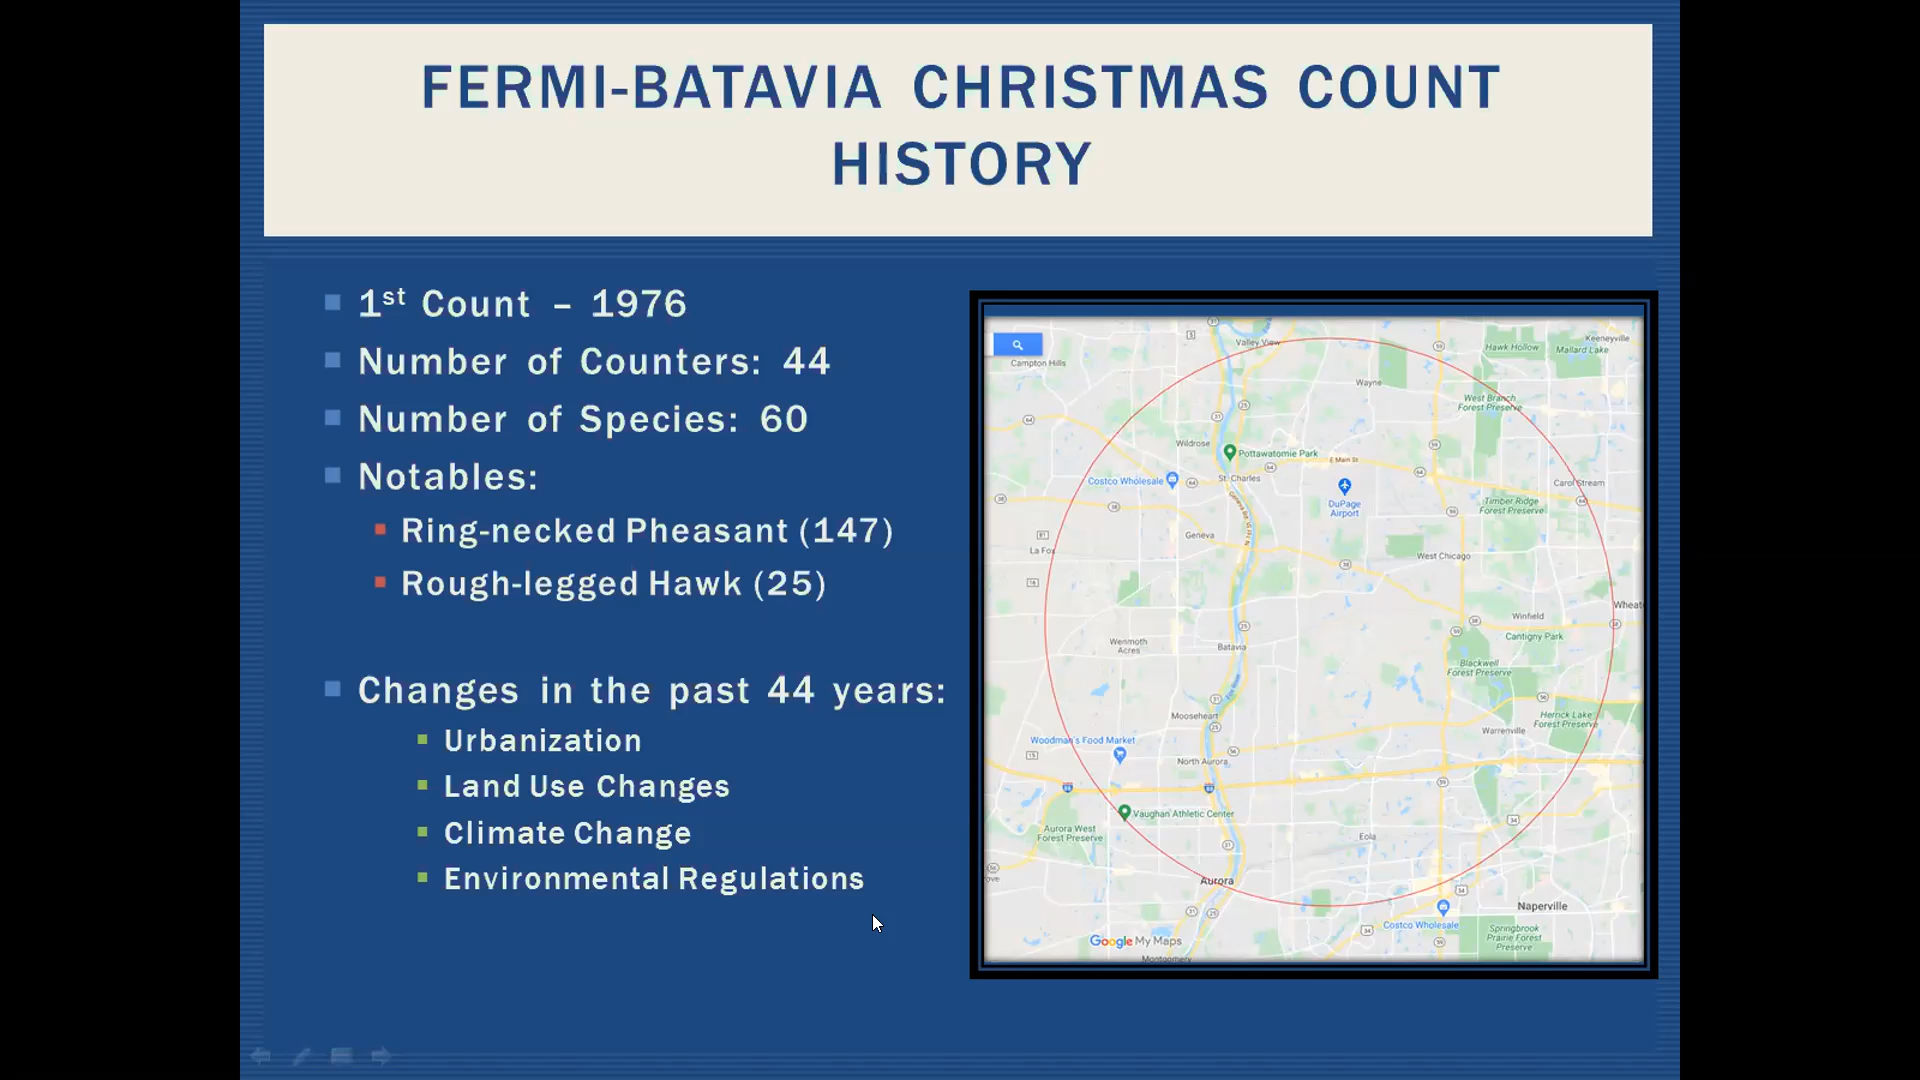 FERMI-BATAVIA CHRISTMAS COUNT
HISTORY
1st Count – 1976
Number of Counters: 44
Number of Species: 60
Notables:
Ring-necked Pheasant (147)
Rough-legged Hawk (25)
Changes in the past 44 years:
Urbanization
Land Use Changes
Climate Change
Environmental Regulations
Valley View
Keeneyville
Hawk Hollow
Mallard Lake
Campton Hills
Wayne
West Branch
Forest Preserve
Wildrose
Pottawatomie Park
E Main St
Costco Wholesale
St. Charles
Carol Stream
DuPage
Airport
Timber Ridge
Forest Preserve
Geneva
La Fox
West Chicago
Wheat
Winfield
Cantigny Park
Wenmoth
Acres
Batavia
Blackwell
Forest Preserve
Mooseheart
Herrick Lake
Forest Preserve
Warrenville
Woodman's Food Market
North Aurora
Vaughan Athletic Center
Aurora West
Forest Preserve
Eola
Aurora
Naperville
Costco Wholesale
Springbrook
Prairie Forest
Preserve
Google My Maps
Montgomery